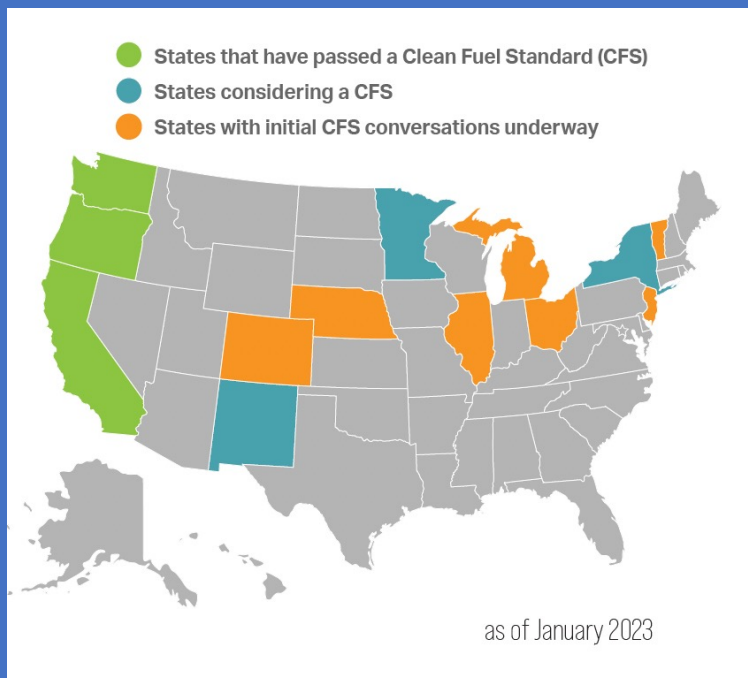 States that have passed a Clean Fuel Standard (CFS)
States considering a CFS
States with initial CFS conversations underway
as of January 2023